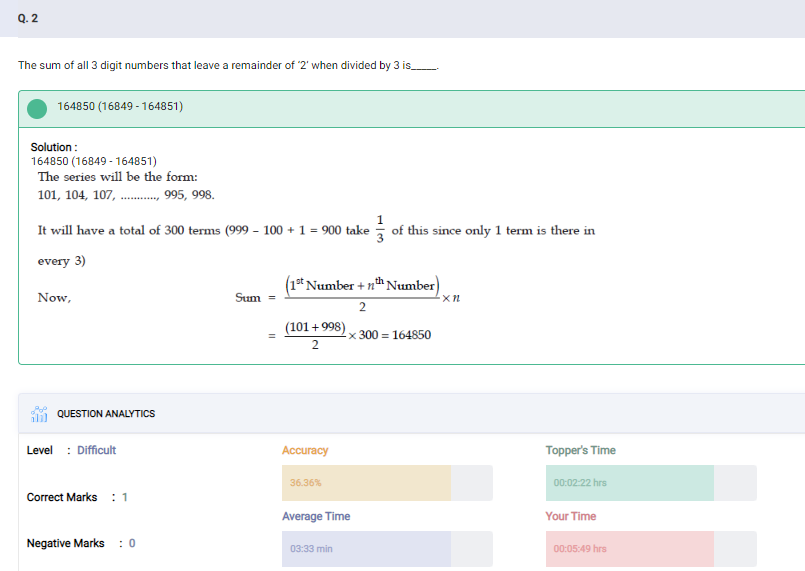 Q. 2
The sum of all 3 digit numbers that leave a remainder of '2' when divided by 3 is_____.
164850 (16849 - 164851)
Solution :
164850 (16849 - 164851)
The series will be the form:
101, 104, 107, ..........., 995, 998.
It will have a total of 300 terms (999 – 100 + 1 = 900 take 1/3 of this since only 1 term is there in
every 3)
Now, Sum = (1st Number + nth Number)/2 × n
= (101 + 998)/2 × 300 = 164850
QUESTION ANALYTICS
Level : Difficult Accuracy Topper's Time
36.36% 00:02:22 hrs
Correct Marks : 1
Average Time Your Time
Negative Marks : 0 03:33 min 00:05:49 hrs